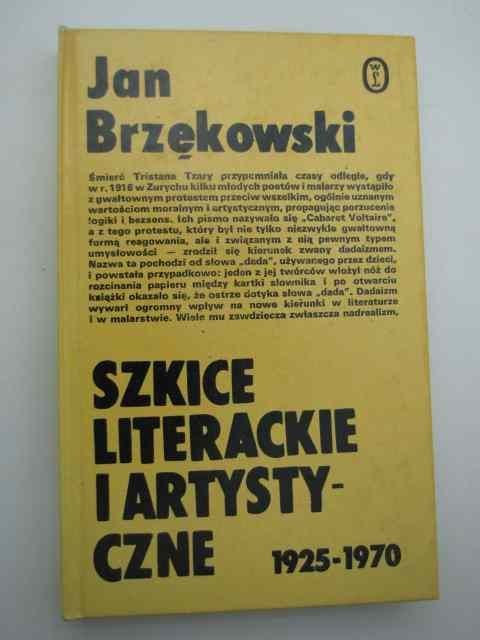 Jan
Brzękowski
W
L
Śmierć Tristana Tzary przypomniała czasy odległe, gdy
w r. 1916 w Zurychu kilku młodych poetów i malarzy wystąpiło
z gwałtownym protestem przeciw wszelkim, ogólnie uznanym
wartościom moralnym i artystycznym, propagując porzucenie
logiki i bezsens. Ich pismo nazywało się „Cabaret Voltaire",
a z tego protestu, który był nie tylko niezwykle gwałtowną
formą reagowania, ale i związanym z nią pewnym typem
umysłowości — zrodził się kierunek zwany dadaizmem.
Nazwa ta pochodzi od słowa „dada", używanego przez dzieci,
i powstała przypadkowo: jeden z jej twórców włożył nóż do
rozcinania papieru między kartki słownika i po otwarciu
książki okazało się, że ostrze dotyka słowa „dada". Dadaizm
wywarł ogromny wpływ na nowe kierunki w literaturze
i w malarstwie. Wiele mu zawdzięcza zwłaszcza nadrealizm,
SZKICE
LITERACKIE
I ARTYSTY-
CZNE 1925-1970